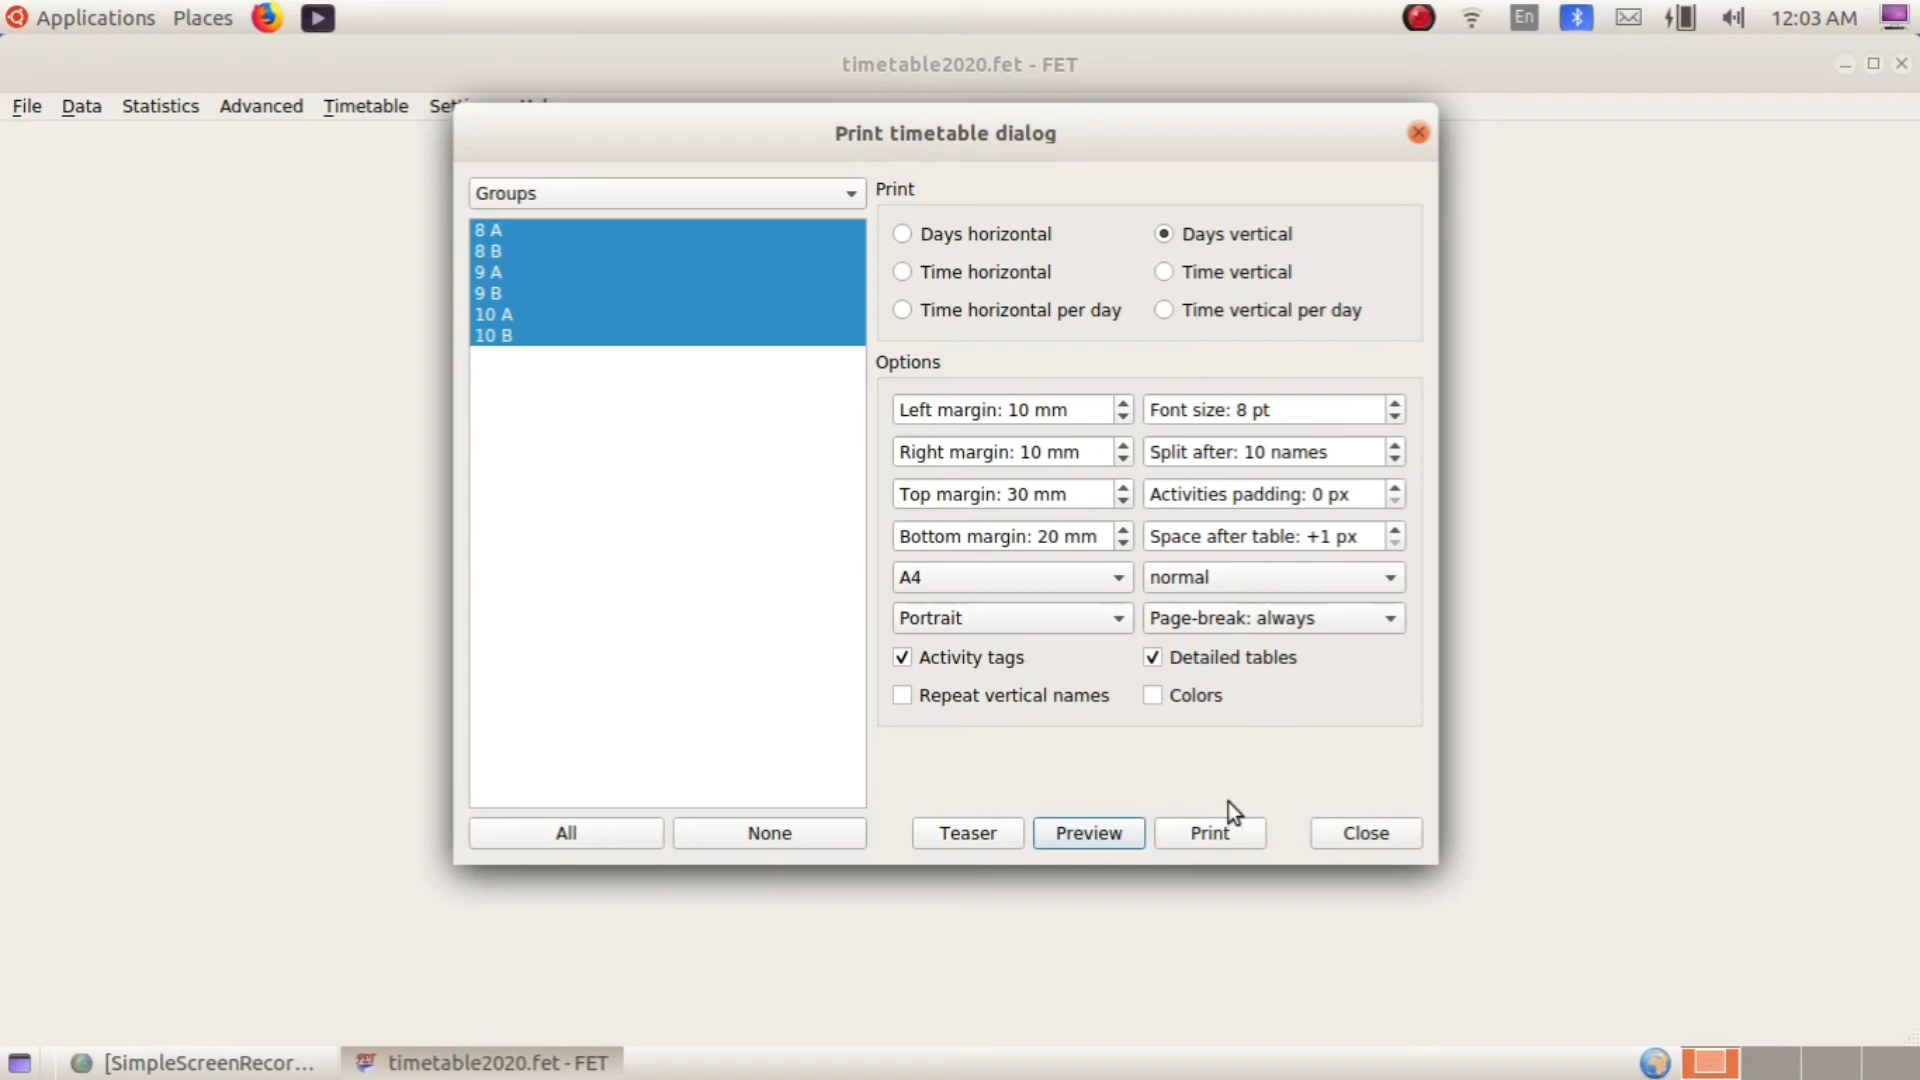 Applications Places En 12:03 AM
timetable2020.fet - FET
File Data Statistics Advanced Timetable
Print timetable dialog
Groups
8 A
8 B
9 A
9 B
10 A
10 B
All None
Print
Days horizontal Days vertical
Time horizontal Time vertical
Time horizontal per day Time vertical per day
Options
Left margin: 10 mm Font size: 8 pt
Right margin: 10 mm Split after: 10 names
Top margin: 30 mm Activities padding: 0 px
Bottom margin: 20 mm Space after table: +1 px
A4 normal
Portrait Page-break: always
Activity tags Detailed tables
Repeat vertical names Colors
Teaser Preview Print Close
[SimpleScreenRecor... timetable2020.fet - FET